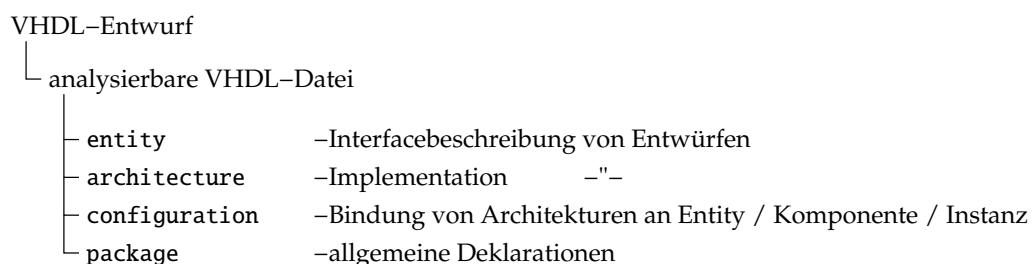 VHDL–Entwurf
analysierbare VHDL–Datei
entity –Interfacebeschreibung von Entwürfen
architecture –Implementation –"–
configuration –Bindung von Architekturen an Entity / Komponente / Instanz
package –allgemeine Deklarationen